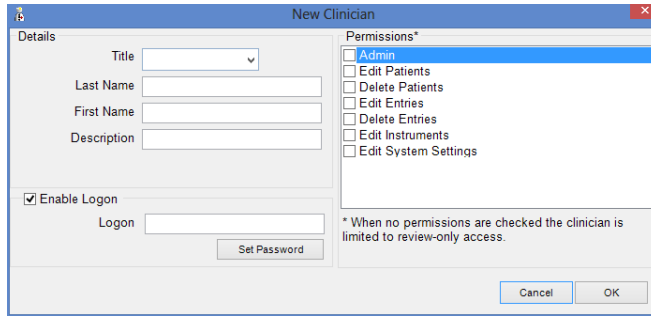 New Clinician
Details
Title
Last Name
First Name
Description
Enable Logon
Logon
Set Password
Permissions*
Admin
Edit Patients
Delete Patients
Edit Entries
Delete Entries
Edit Instruments
Edit System Settings
* When no permissions are checked the clinician is
limited to review-only access.
Cancel
OK